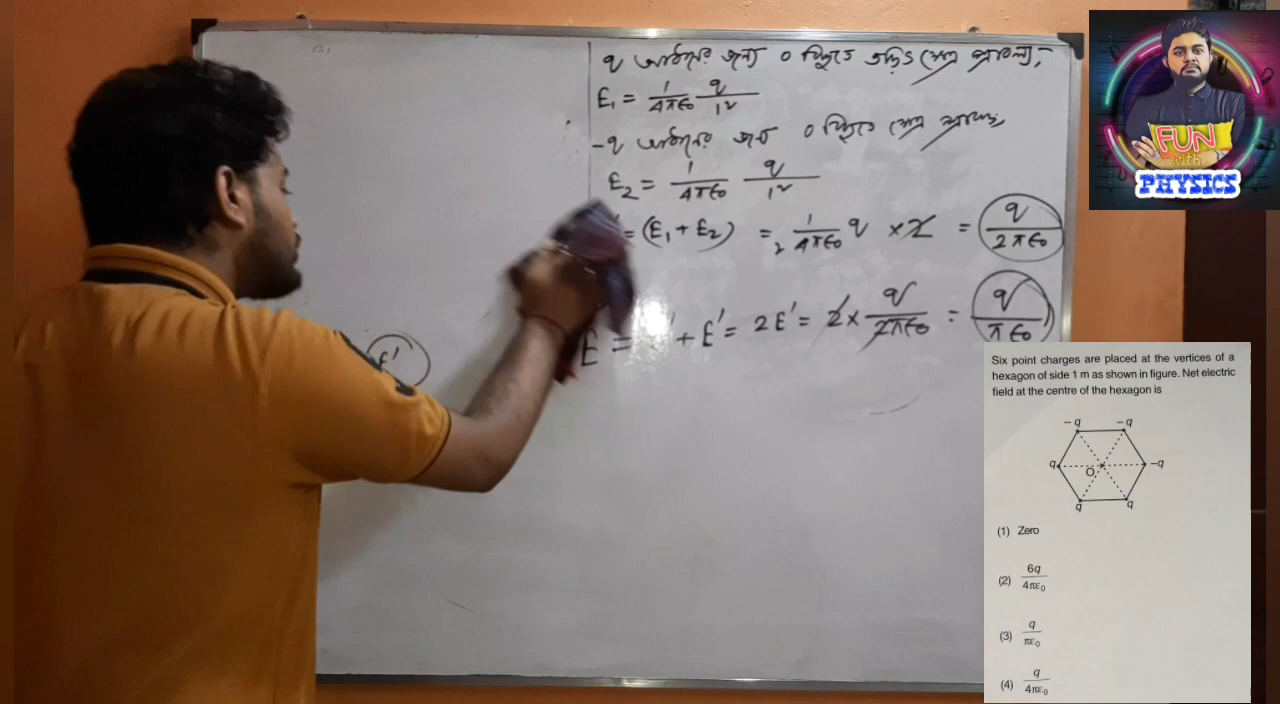 q আধানের জন্য O বিন্দুতে তড়িৎ ক্ষেত্র প্রাবল্য,
E₁ = 1/4πε₀ q/1²
-q আধানের জন্য O বিন্দুতে ক্ষেত্র প্রাবল্য,
E₂ = 1/4πε₀ q/1²
= (E₁ + E₂) = 1/4πε₀ q × 2 = q/2πε₀
E = ' + E' = 2E' = 2 × q/2πε₀ = q/πε₀
E'
FUN
with
PHYSICS
Six point charges are placed at the vertices of a
hexagon of side 1 m as shown in figure. Net electric
field at the centre of the hexagon is
-q -q
q O -q
q q
(1) Zero
(2) 6q/4πε₀
(3) q/πε₀
(4) q/4πε₀